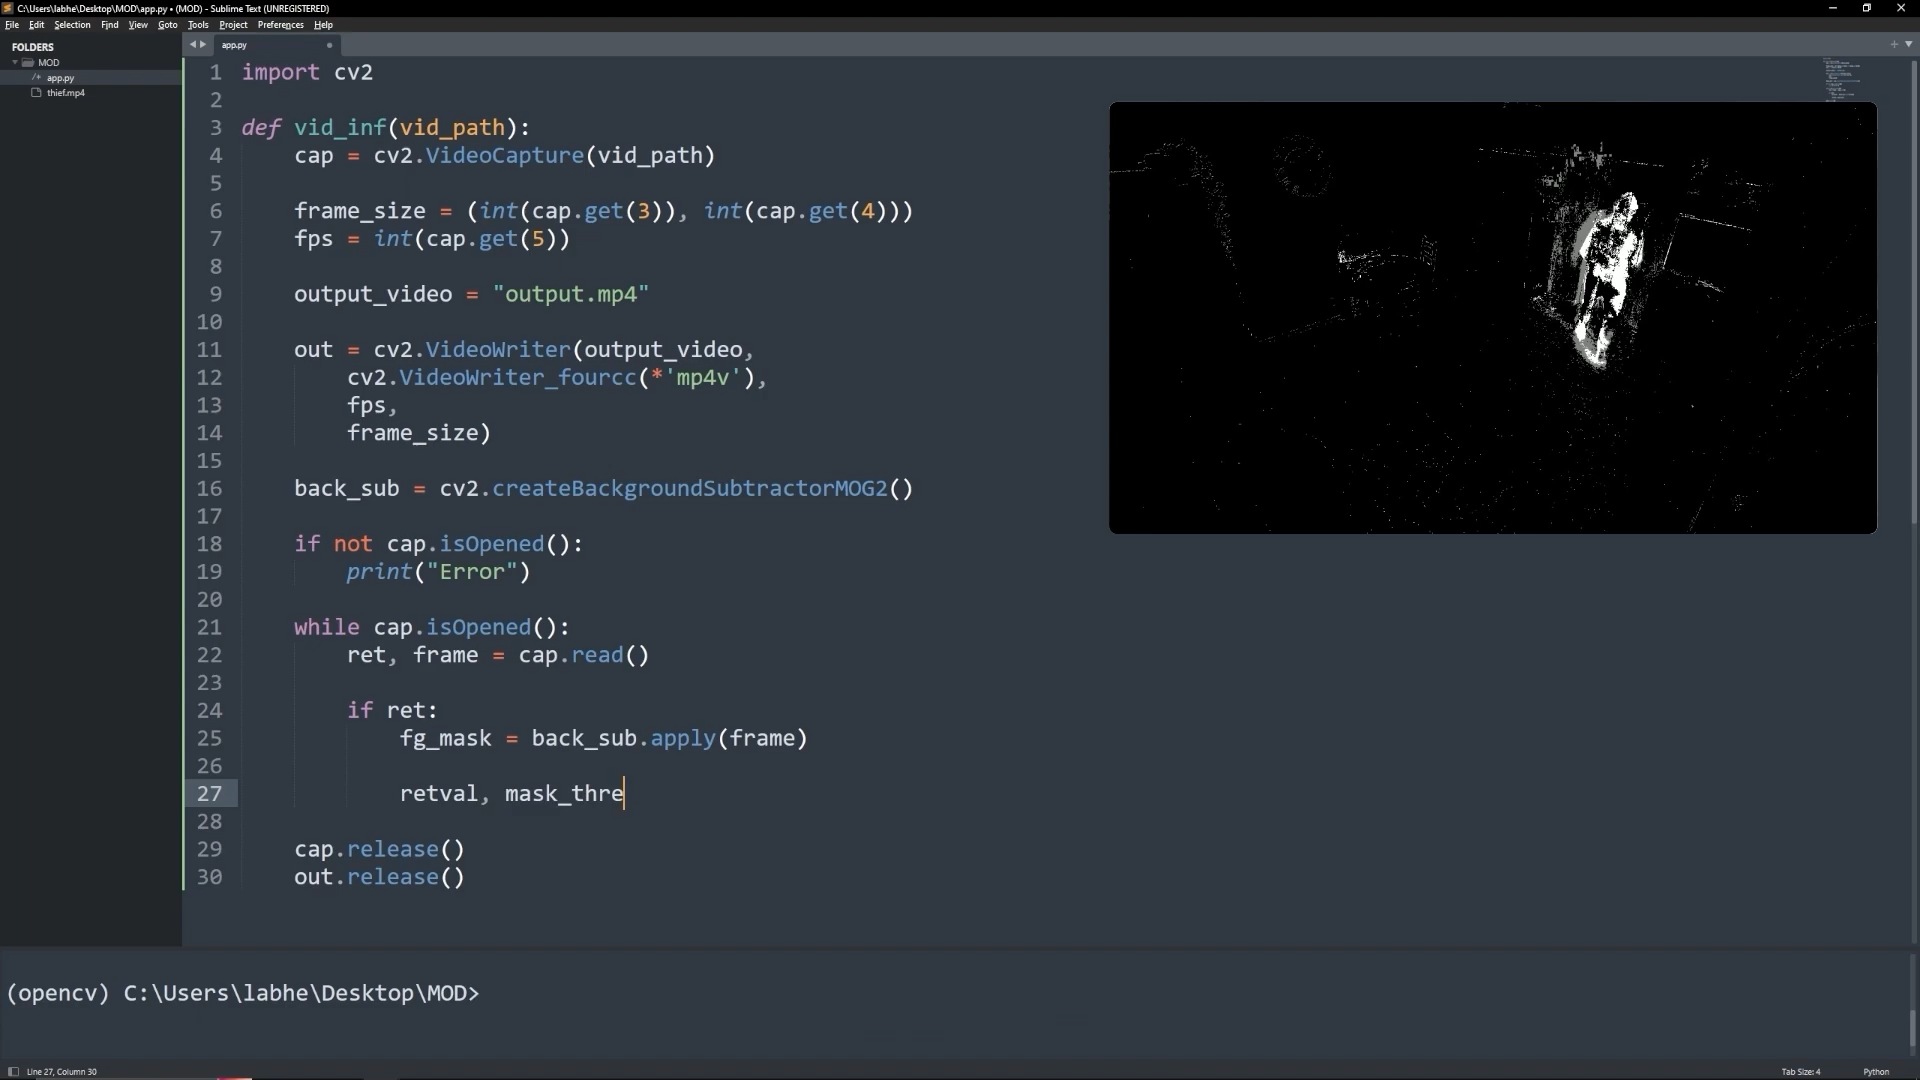 C:\Users\labhe\Desktop\MOD\app.py • (MOD) - Sublime Text (UNREGISTERED)
File Edit Selection Find View Goto Tools Project Preferences Help
FOLDERS
MOD
app.py
thief.mp4
app.py
1 import cv2
2
3 def vid_inf(vid_path):
4 cap = cv2.VideoCapture(vid_path)
5
6 frame_size = (int(cap.get(3)), int(cap.get(4)))
7 fps = int(cap.get(5))
8
9 output_video = "output.mp4"
10
11 out = cv2.VideoWriter(output_video,
12 cv2.VideoWriter_fourcc(*'mp4v'),
13 fps,
14 frame_size)
15
16 back_sub = cv2.createBackgroundSubtractorMOG2()
17
18 if not cap.isOpened():
19 print("Error")
20
21 while cap.isOpened():
22 ret, frame = cap.read()
23
24 if ret:
25 fg_mask = back_sub.apply(frame)
26
27 retval, mask_thre
28
29 cap.release()
30 out.release()
(opencv) C:\Users\labhe\Desktop\MOD>
Line 27, Column 30
Tab Size: 4
Python